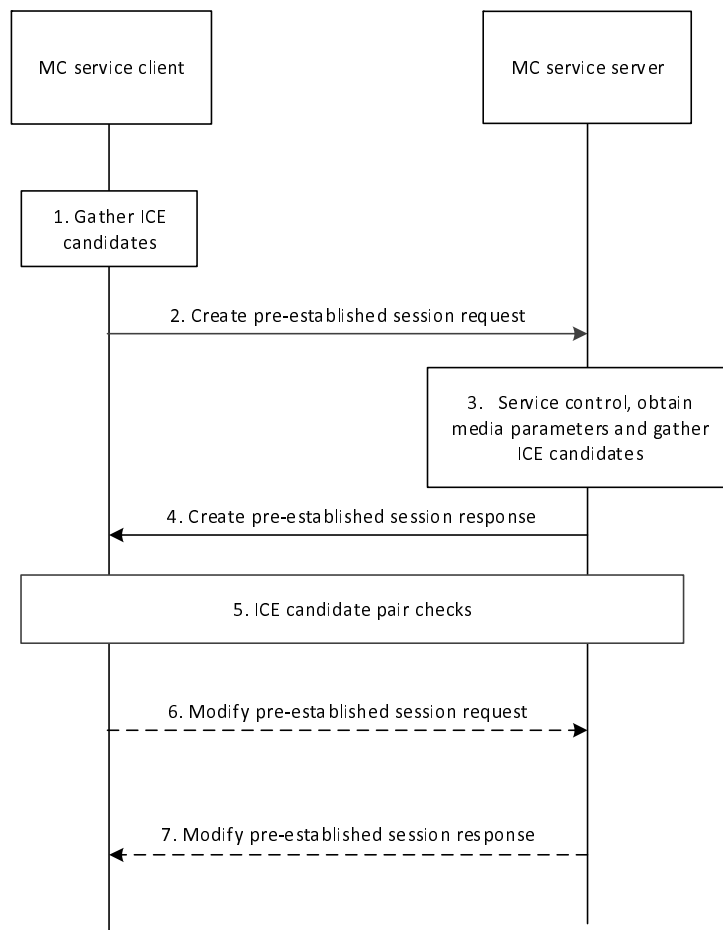 MC service client
MC service server
1. Gather ICE
candidates
2. Create pre-established session request
3. Service control, obtain
media parameters and gather
ICE candidates
4. Create pre-established session response
5. ICE candidate pair checks
6. Modify pre-established session request
7. Modify pre-established session response